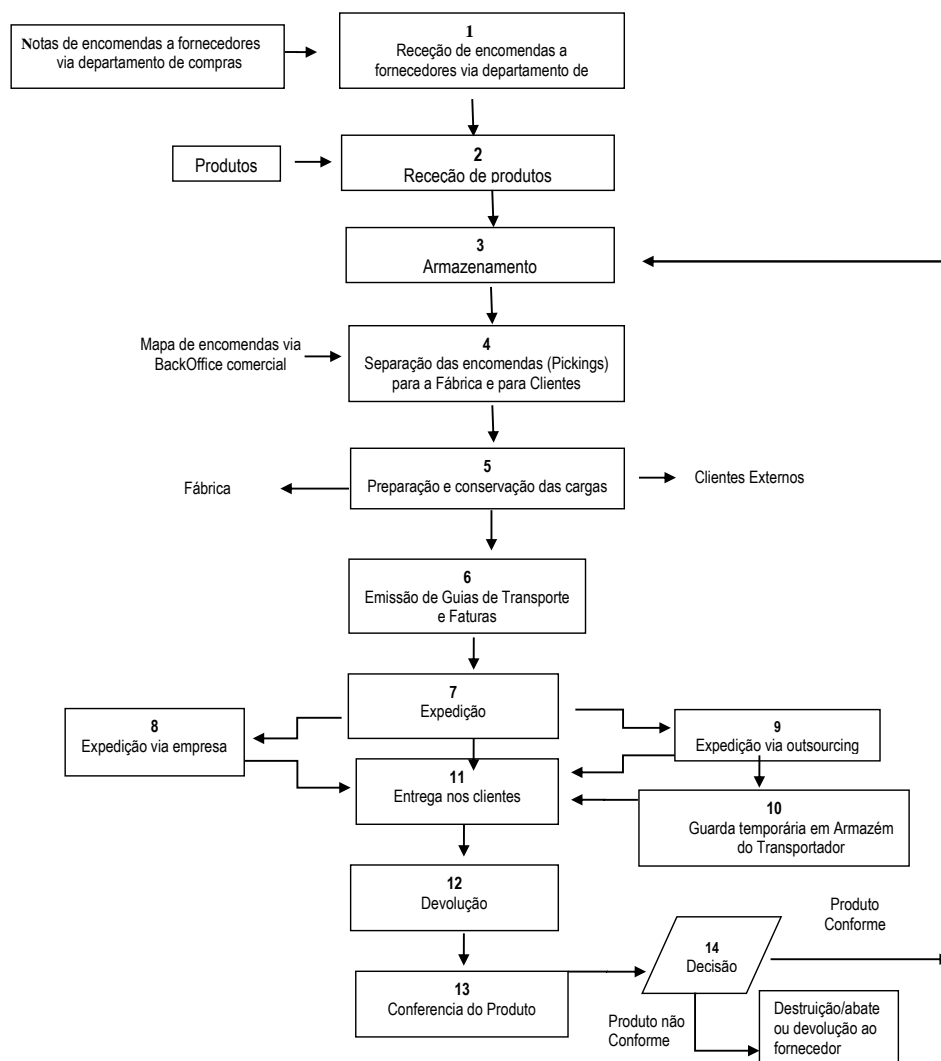 Notas de encomendas a fornecedores
via departamento de compras
1
Receção de encomendas a
fornecedores via departamento de
Produtos
2
Receção de produtos
3
Armazenamento
Mapa de encomendas via
BackOffice comercial
4
Separação das encomendas (Pickings)
para a Fábrica e para Clientes
Fábrica
5
Preparação e conservação das cargas
Clientes Externos
6
Emissão de Guias de Transporte
e Faturas
7
Expedição
8
Expedição via empresa
9
Expedição via outsourcing
11
Entrega nos clientes
10
Guarda temporária em Armazém
do Transportador
12
Devolução
Produto
Conforme
14
Decisão
13
Conferencia do Produto
Produto não
Conforme
Destruição/abate
ou devolução ao
fornecedor